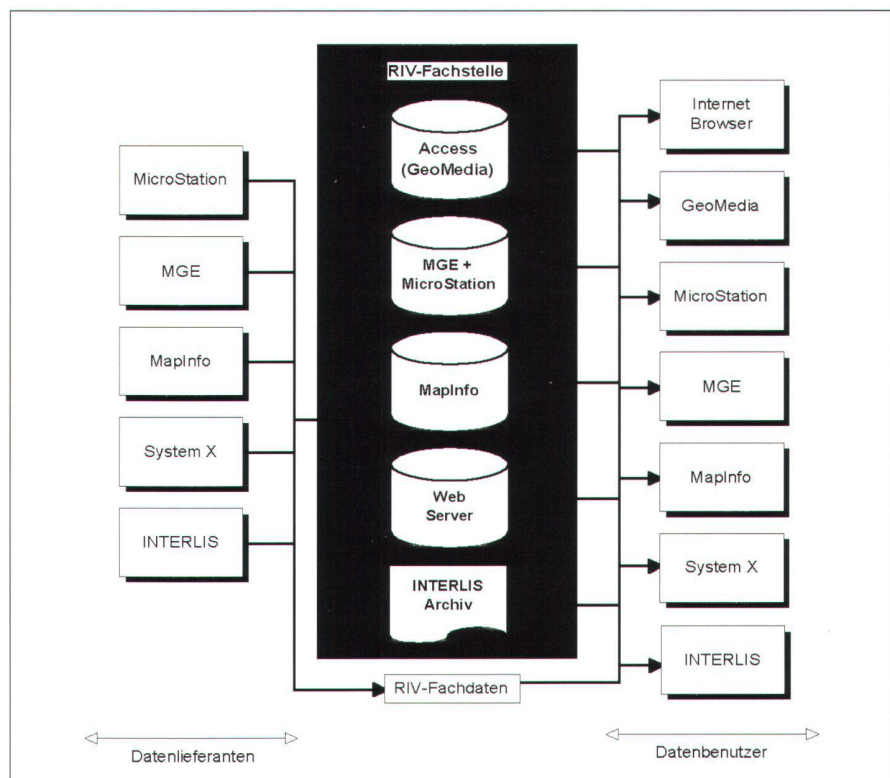 RIV-Fachstelle
Access
(GeoMedia)
MGE +
MicroStation
MapInfo
Web
Server
INTERLIS
Archiv
MicroStation
MGE
MapInfo
System X
INTERLIS
RIV-Fachdaten
Internet
Browser
GeoMedia
MicroStation
MGE
MapInfo
System X
INTERLIS
Datenlieferanten
Datenbenutzer